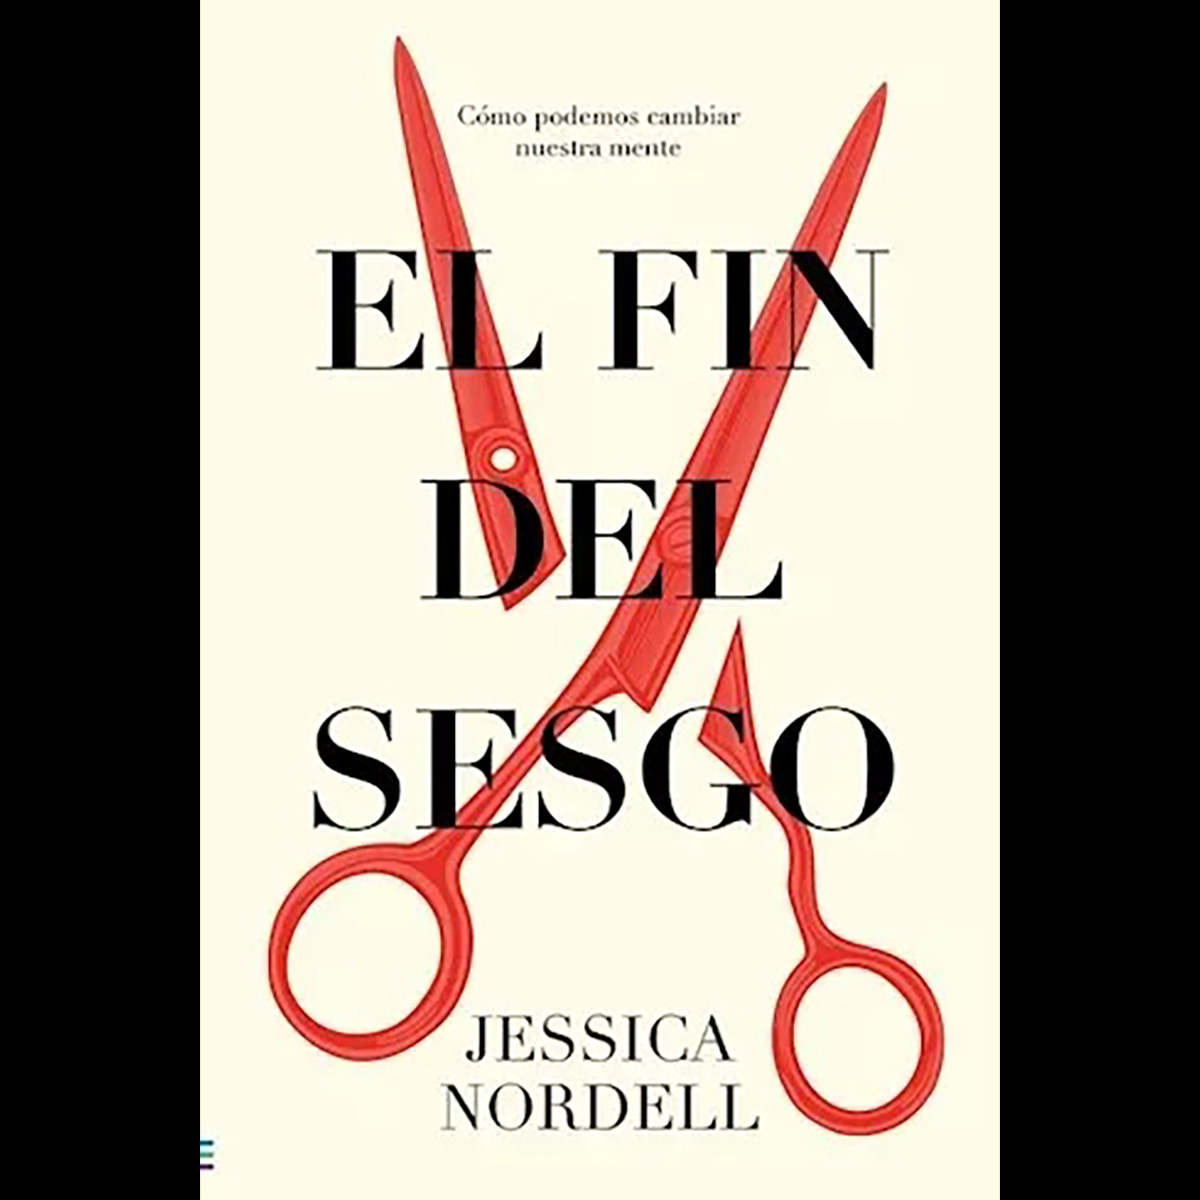 Cómo podemos cambiar
nuestra mente
EL FIN
DEL
SESGO
JESSICA
NORDELL